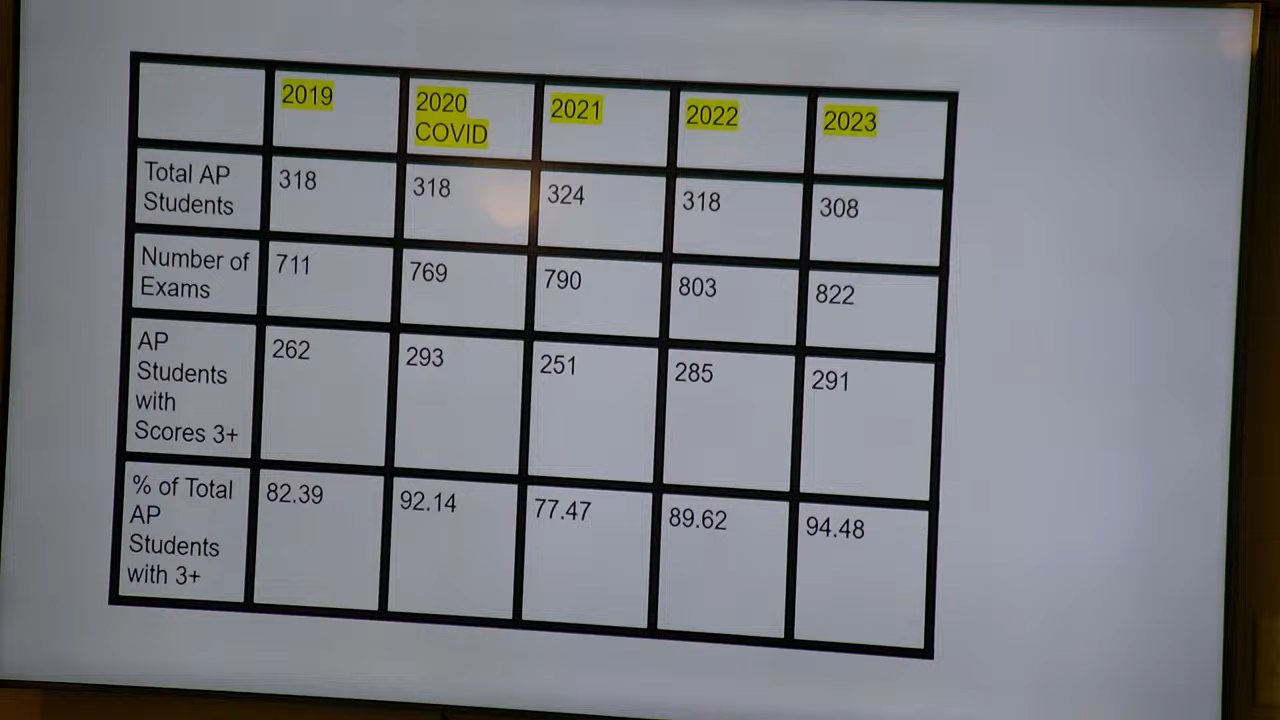 2019
2020
COVID
2021
2022
2023
Total AP
Students
318
318
324
318
308
Number of
Exams
711
769
790
803
822
AP
Students
with
Scores 3+
262
293
251
285
291
% of Total
AP
Students
with 3+
82.39
92.14
77.47
89.62
94.48